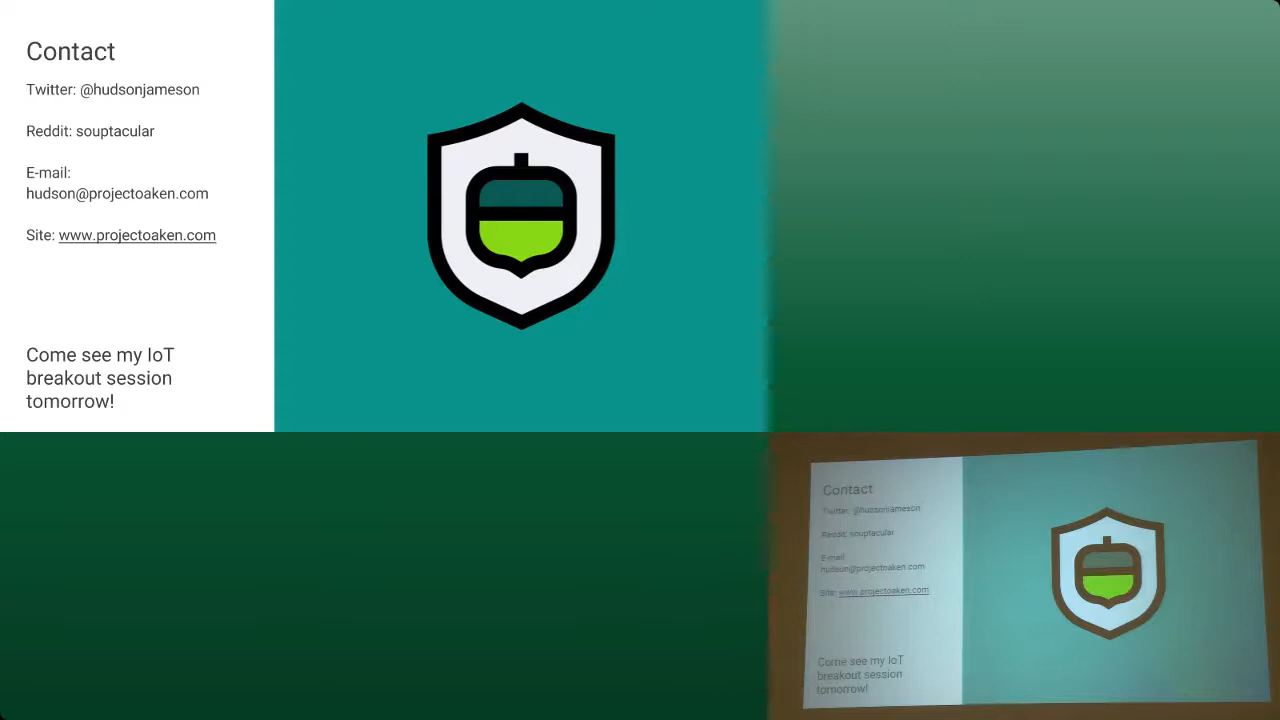 Contact
Twitter: @hudsonjameson
Reddit: souptacular
E-mail:
hudson@projectoaken.com
Site: www.projectoaken.com
Come see my IoT
breakout session
tomorrow!
Contact
Twitter: @hudsonjameson
Reddit: souptacular
E-mail:
hudson@projectoaken.com
Site: www.projectoaken.com
Come see my IoT
breakout session
tomorrow!